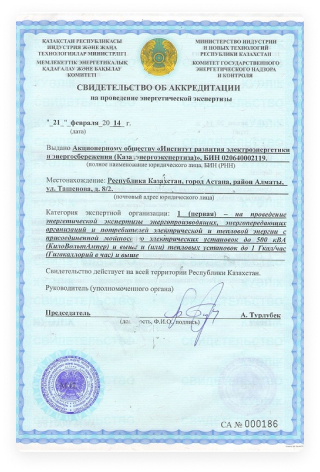 ҚАЗАҚСТАН РЕСПУБЛИКАСЫ
ИНДУСТРИЯ ЖӘНЕ ЖАҢА
ТЕХНОЛОГИЯЛАР МИНИСТРЛІГІ
МЕМЛЕКЕТТІК ЭНЕРГЕТИКАЛЫҚ
ҚАДАҒАЛАУ ЖӘНЕ БАҚЫЛАУ
КОМИТЕТІ
МИНИСТЕРСТВО ИНДУСТРИИ
И НОВЫХ ТЕХНОЛОГИЙ
РЕСПУБЛИКИ КАЗАХСТАН
КОМИТЕТ ГОСУДАРСТВЕННОГО
ЭНЕРГЕТИЧЕСКОГО НАДЗОРА
И КОНТРОЛЯ
СВИДЕТЕЛЬСТВО ОБ АККРЕДИТАЦИИ
на проведение энергетической экспертизы
"21" февраля 2014 г.
(дата)
Выдано Акционерному обществу «Институт развития электроэнергетики
и энергосбережения (Казахэнергоэкспертиза)», БИН 020640002119.
(полное наименование юридического лица, БИН (РНН)
Местонахождение: Республика Казахстан, город Астана, район Алматы,
ул. Ташенова, д. 8/2.
(почтовый адрес юридического лица)
Категория экспертной организации: 1 (первая) – на проведение
энергетической экспертизы энергопроизводящих, энергопередающих
организаций и потребителей электрической и тепловой энергии с
присоединенной мощностью электрических установок до 500 кВА
(КилоВольтАмпер) и выше и (или) тепловых установок до 1 Гкал/час
(Гигакаллорий в час) и выше
Свидетельство действует на всей территории Республики Казахстан.
Руководитель (уполномоченного органа)
Председатель А. Турлубек
(должность, Ф.И.О., подпись)
СА № 000186